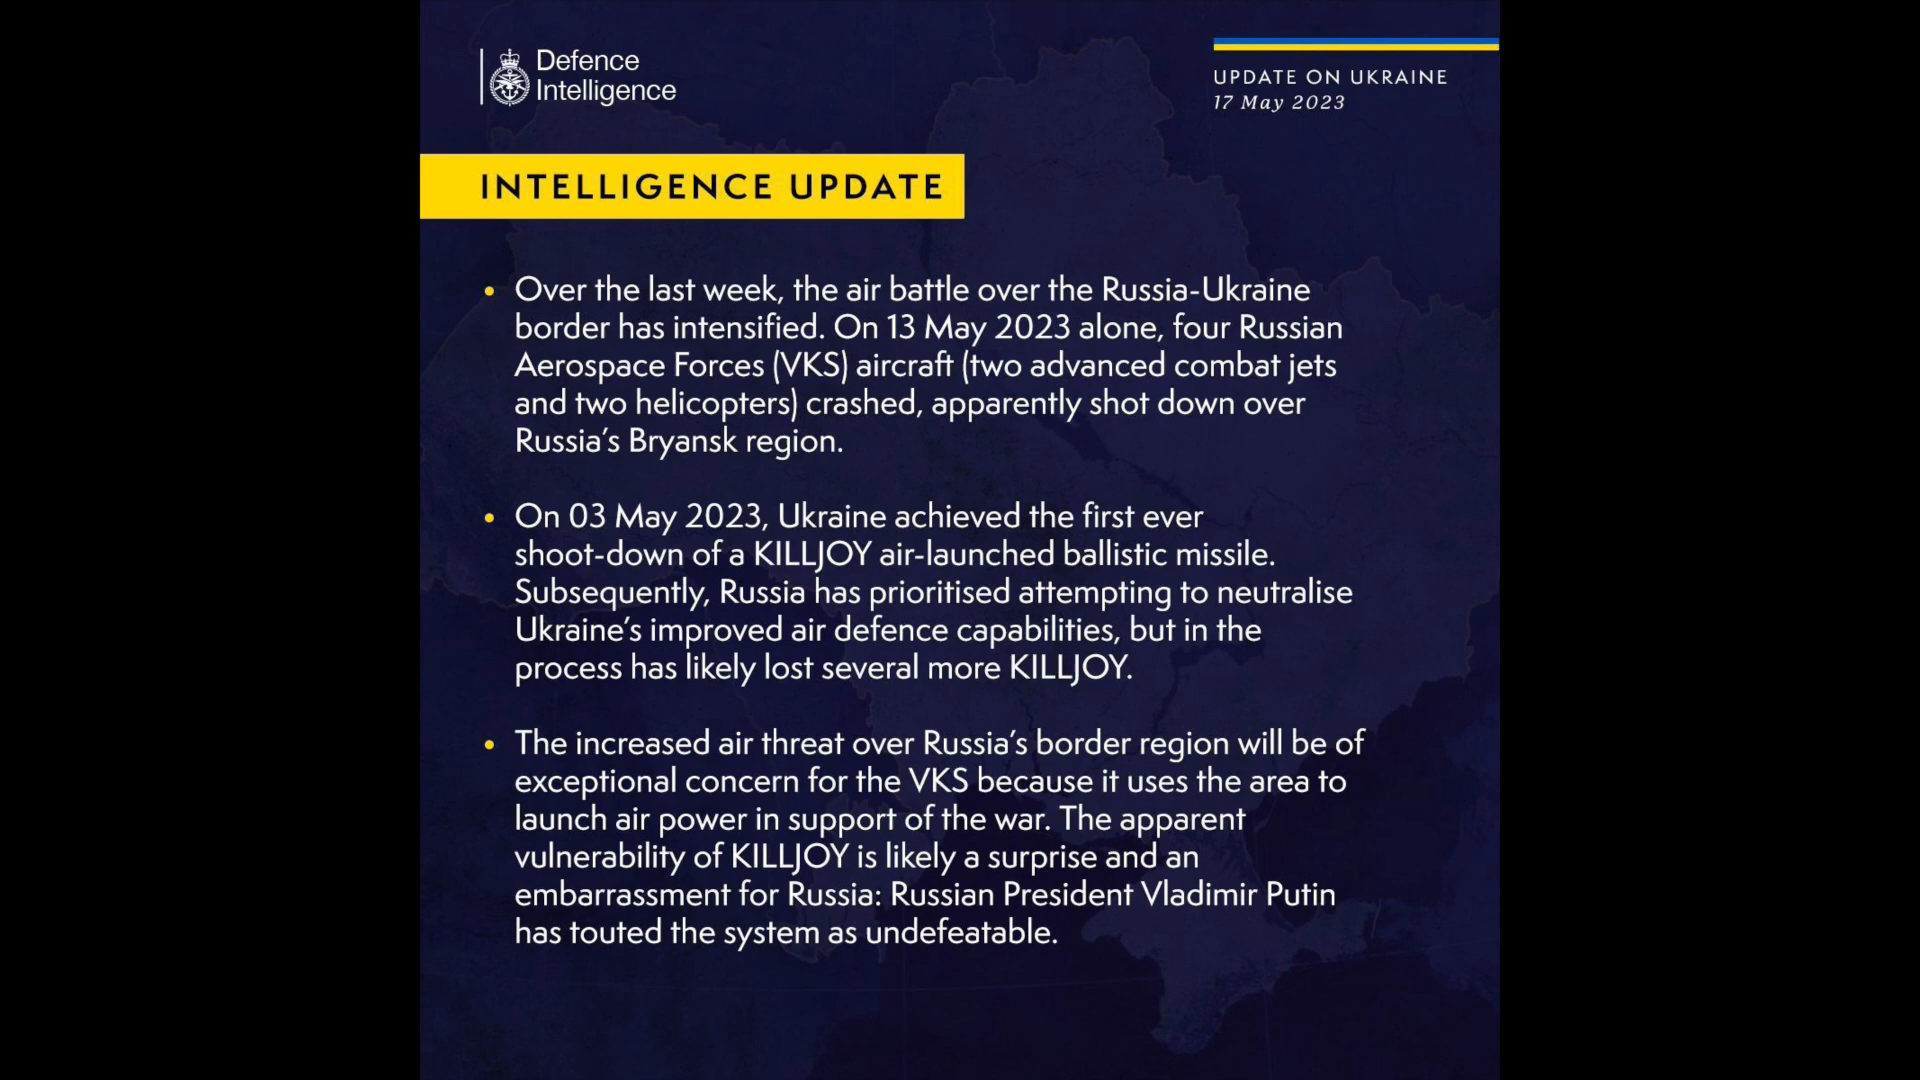 Defence
Intelligence
UPDATE ON UKRAINE
17 May 2023
INTELLIGENCE UPDATE
• Over the last week, the air battle over the Russia-Ukraine
border has intensified. On 13 May 2023 alone, four Russian
Aerospace Forces (VKS) aircraft (two advanced combat jets
and two helicopters) crashed, apparently shot down over
Russia’s Bryansk region.
• On 03 May 2023, Ukraine achieved the first ever
shoot-down of a KILLJOY air-launched ballistic missile.
Subsequently, Russia has prioritised attempting to neutralise
Ukraine’s improved air defence capabilities, but in the
process has likely lost several more KILLJOY.
• The increased air threat over Russia’s border region will be of
exceptional concern for the VKS because it uses the area to
launch air power in support of the war. The apparent
vulnerability of KILLJOY is likely a surprise and an
embarrassment for Russia: Russian President Vladimir Putin
has touted the system as undefeatable.